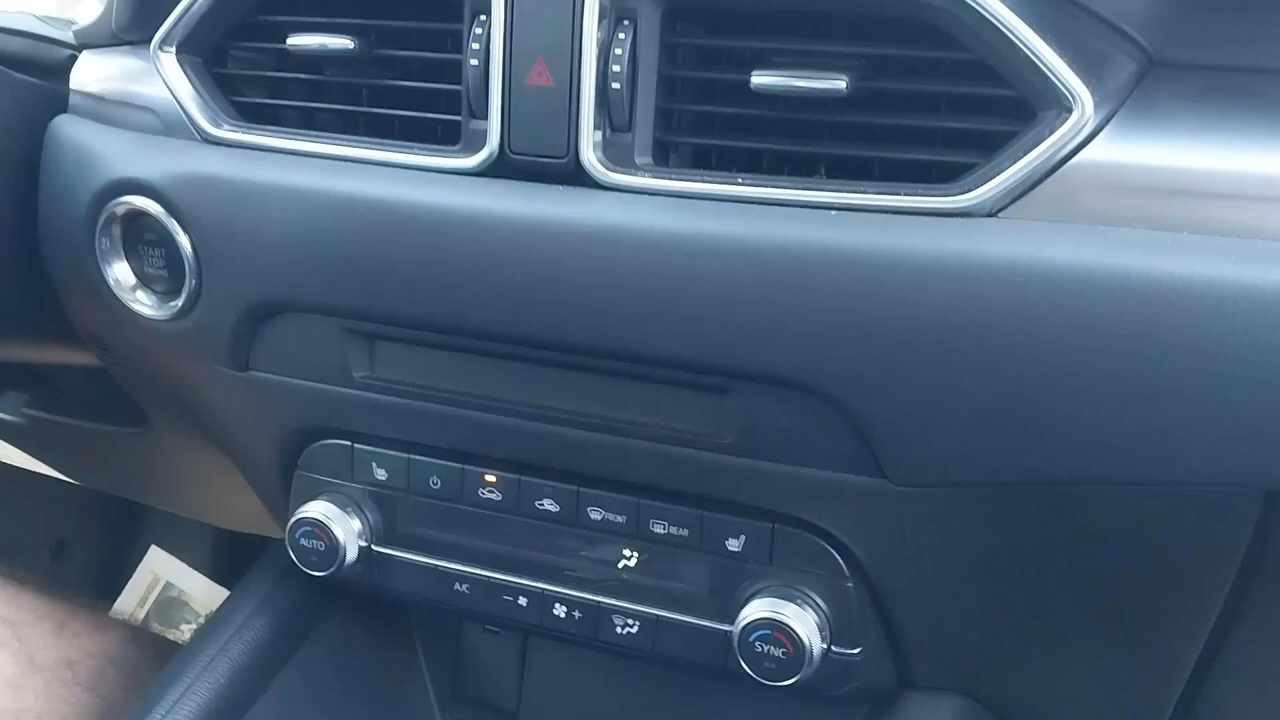 START
STOP
ENGINE
FRONT
REAR
AUTO
A/C
SYNC